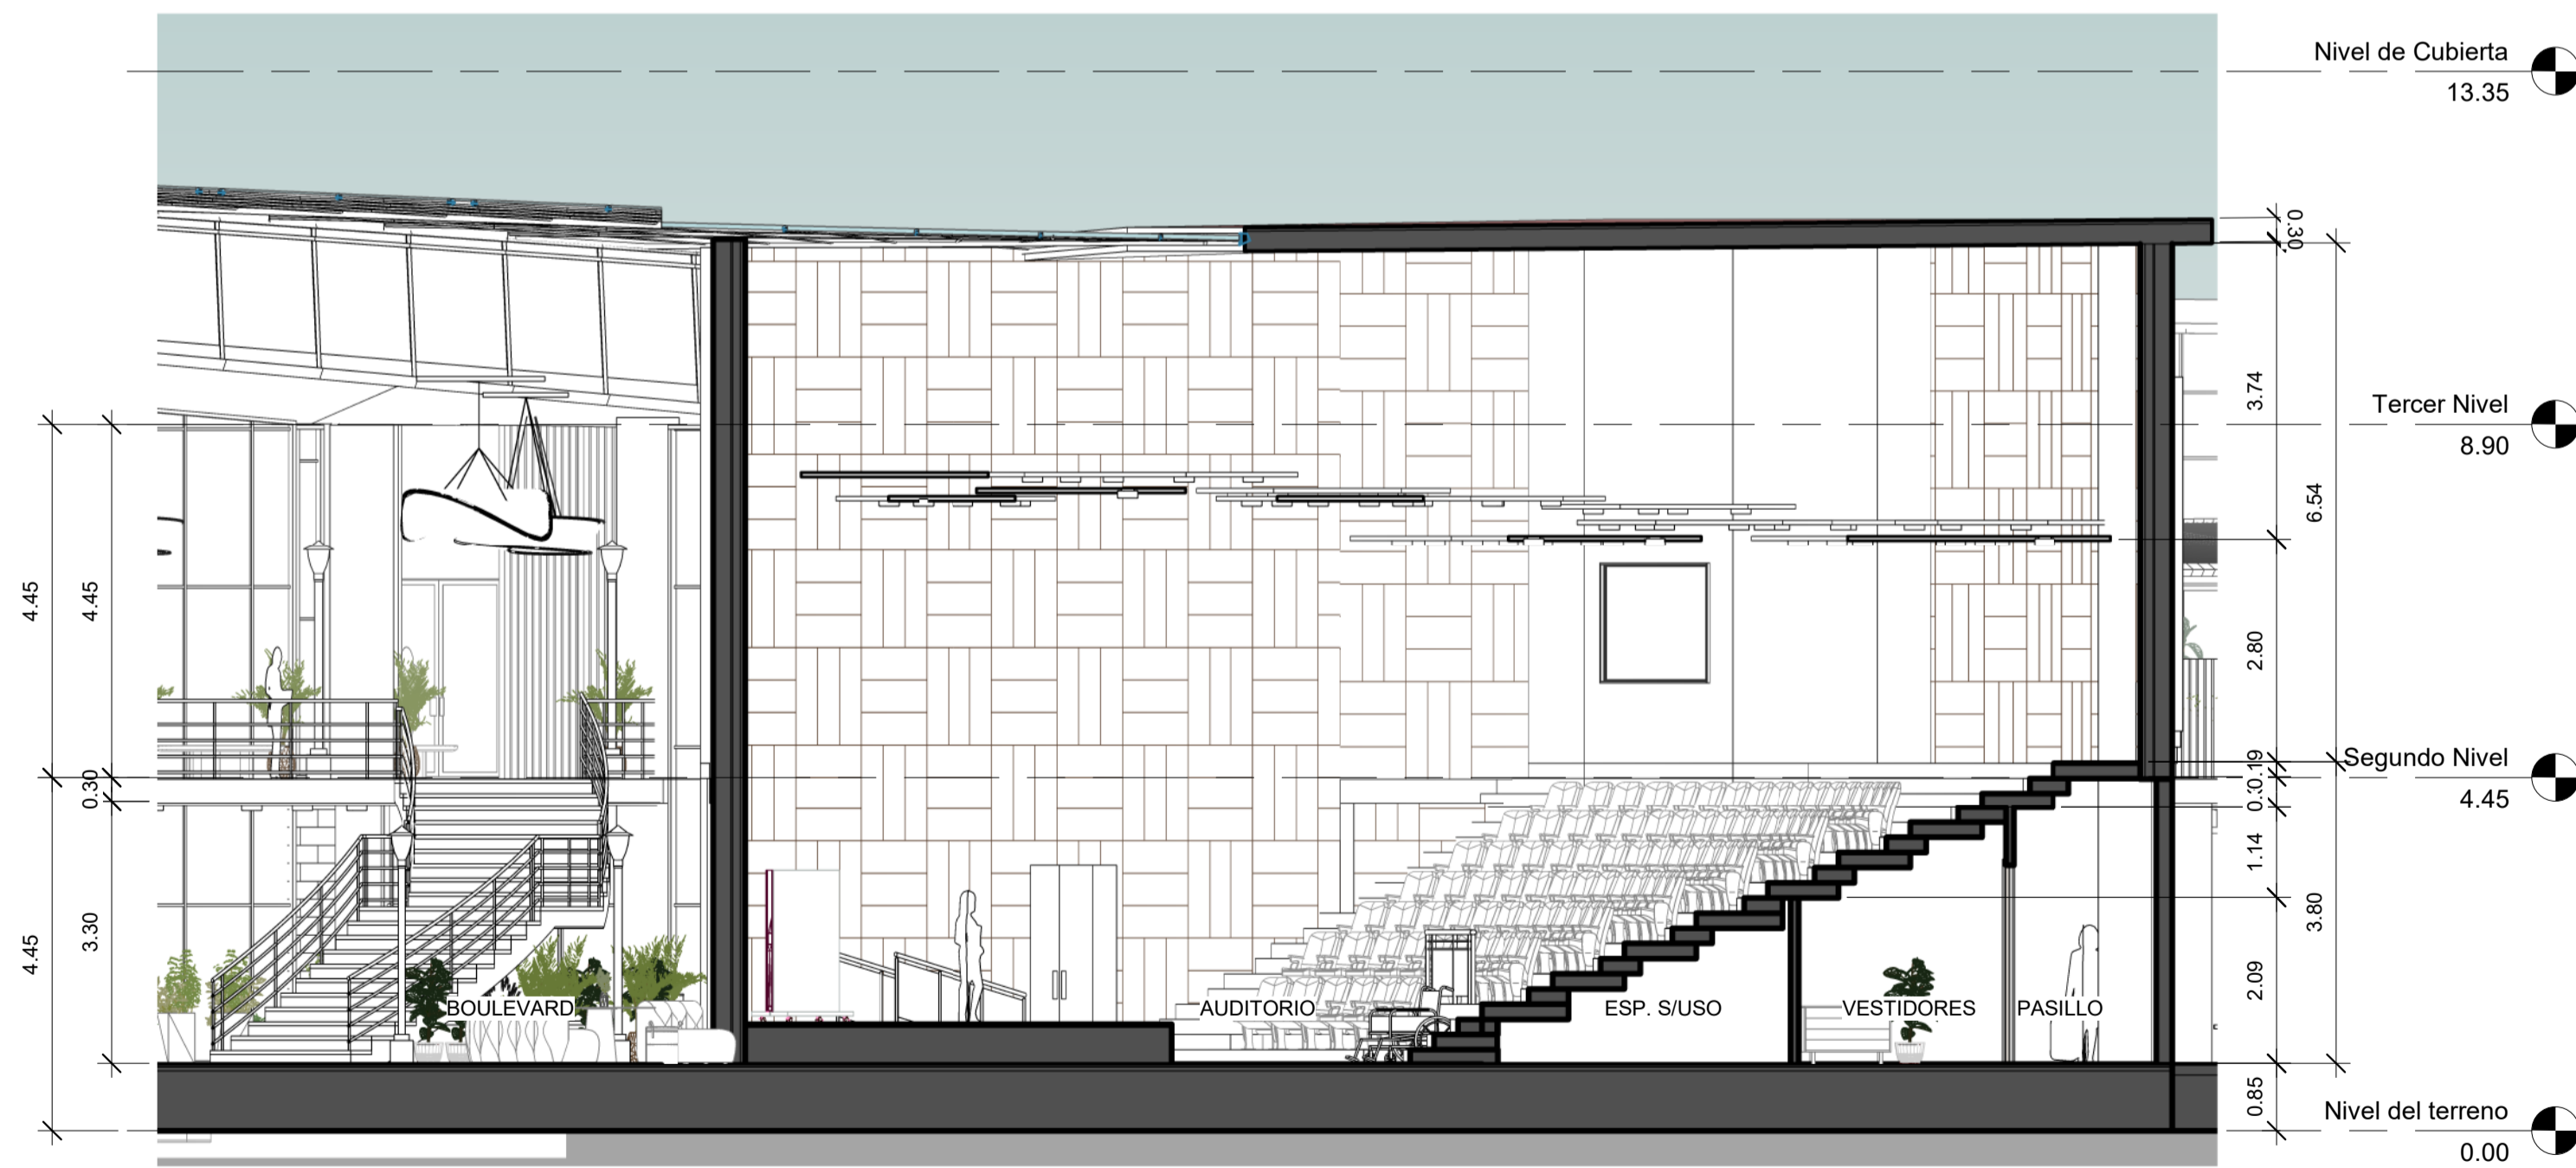 Nivel de Cubierta
13.35
0.30
3.74
Tercer Nivel
8.90
6.54
4.45
4.45
2.80
0.19
Segundo Nivel
0.30
4.45
1.14
3.30
4.45
3.80
2.09
BOULEVARD
AUDITORIO
ESP. S/USO
VESTIDORES
PASILLO
0.85
Nivel del terreno
0.00